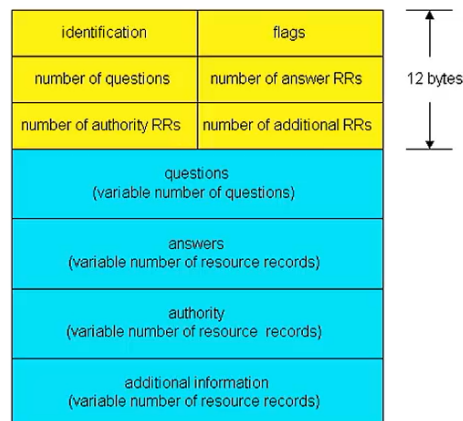 identification flags
number of questions number of answer RRs 12 bytes
number of authority RRs number of additional RRs
questions
(variable number of questions)
answers
(variable number of resource records)
authority
(variable number of resource records)
additional information
(variable number of resource records)